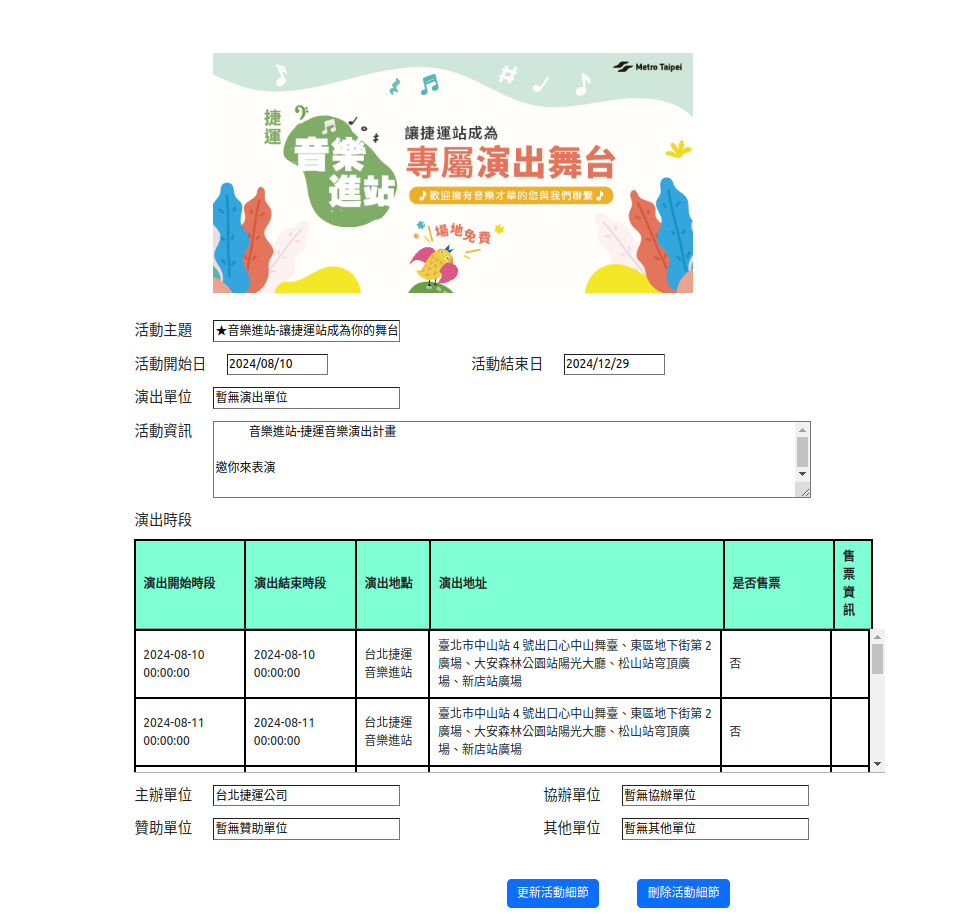 Metro Taipei
捷運
音樂
進站
讓捷運站成為
專屬演出舞台
♪歡迎擁有音樂才華的您與我們聯繫♪
場地免費
活動主題 ★音樂進站-讓捷運站成為你的舞台
活動開始日 2024/08/10 活動結束日 2024/12/29
演出單位 暫無演出單位
活動資訊 音樂進站-捷運音樂演出計畫
邀你來表演
演出時段
演出開始時段 演出結束時段 演出地點 演出地址 是否售票 售票資訊
2024-08-10
00:00:00
2024-08-10
00:00:00
台北捷運
音樂進站
臺北市中山站 4 號出口心中山舞臺、東區地下街第 2
廣場、大安森林公園站陽光大廳、松山站穹頂廣
場、新店站廣場
否
2024-08-11
00:00:00
2024-08-11
00:00:00
台北捷運
音樂進站
臺北市中山站 4 號出口心中山舞臺、東區地下街第 2
廣場、大安森林公園站陽光大廳、松山站穹頂廣
場、新店站廣場
否
主辦單位 台北捷運公司 協辦單位 暫無協辦單位
贊助單位 暫無贊助單位 其他單位 暫無其他單位
更新活動細節 刪除活動細節